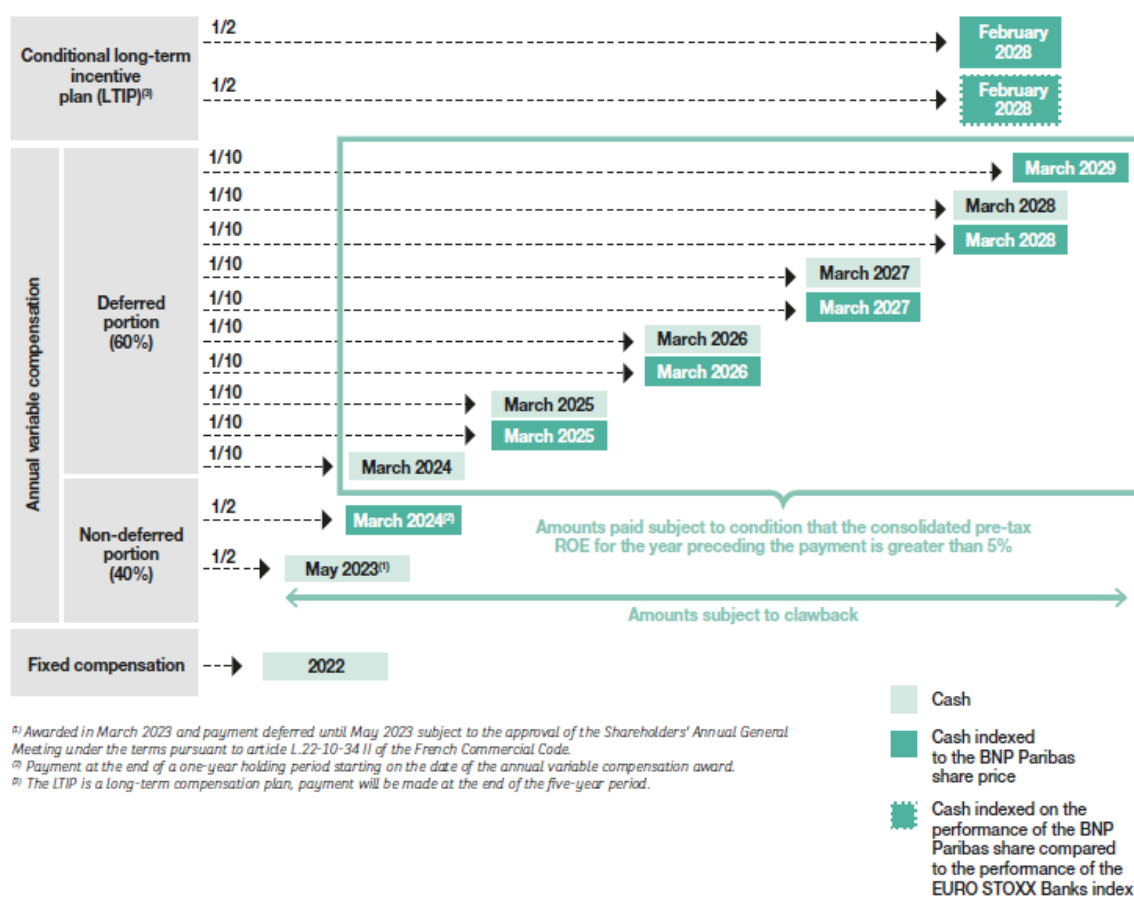 Conditional long-term
incentive
plan (LTIP)⁽³⁾
1/2
February
2028
1/2
February
2028
Annual variable compensation
Deferred
portion
(60%)
1/10
March 2029
1/10
March 2028
1/10
March 2028
1/10
March 2027
1/10
March 2027
1/10
March 2026
1/10
March 2026
1/10
March 2025
1/10
March 2025
1/10
March 2024
Non-deferred
portion
(40%)
1/2
March 2024⁽²⁾
1/2
May 2023⁽¹⁾
Amounts paid subject to condition that the consolidated pre-tax
ROE for the year preceding the payment is greater than 5%
Amounts subject to clawback
Fixed compensation
2022
⁽¹⁾ Awarded in March 2023 and payment deferred until May 2023 subject to the approval of the Shareholders' Annual General
Meeting under the terms pursuant to article L.22-10-34 II of the French Commercial Code.
⁽²⁾ Payment at the end of a one-year holding period starting on the date of the annual variable compensation award.
⁽³⁾ The LTIP is a long-term compensation plan, payment will be made at the end of the five-year period.
Cash
Cash indexed
to the BNP Paribas
share price
Cash indexed on the
performance of the BNP
Paribas share compared
to the performance of the
EURO STOXX Banks index